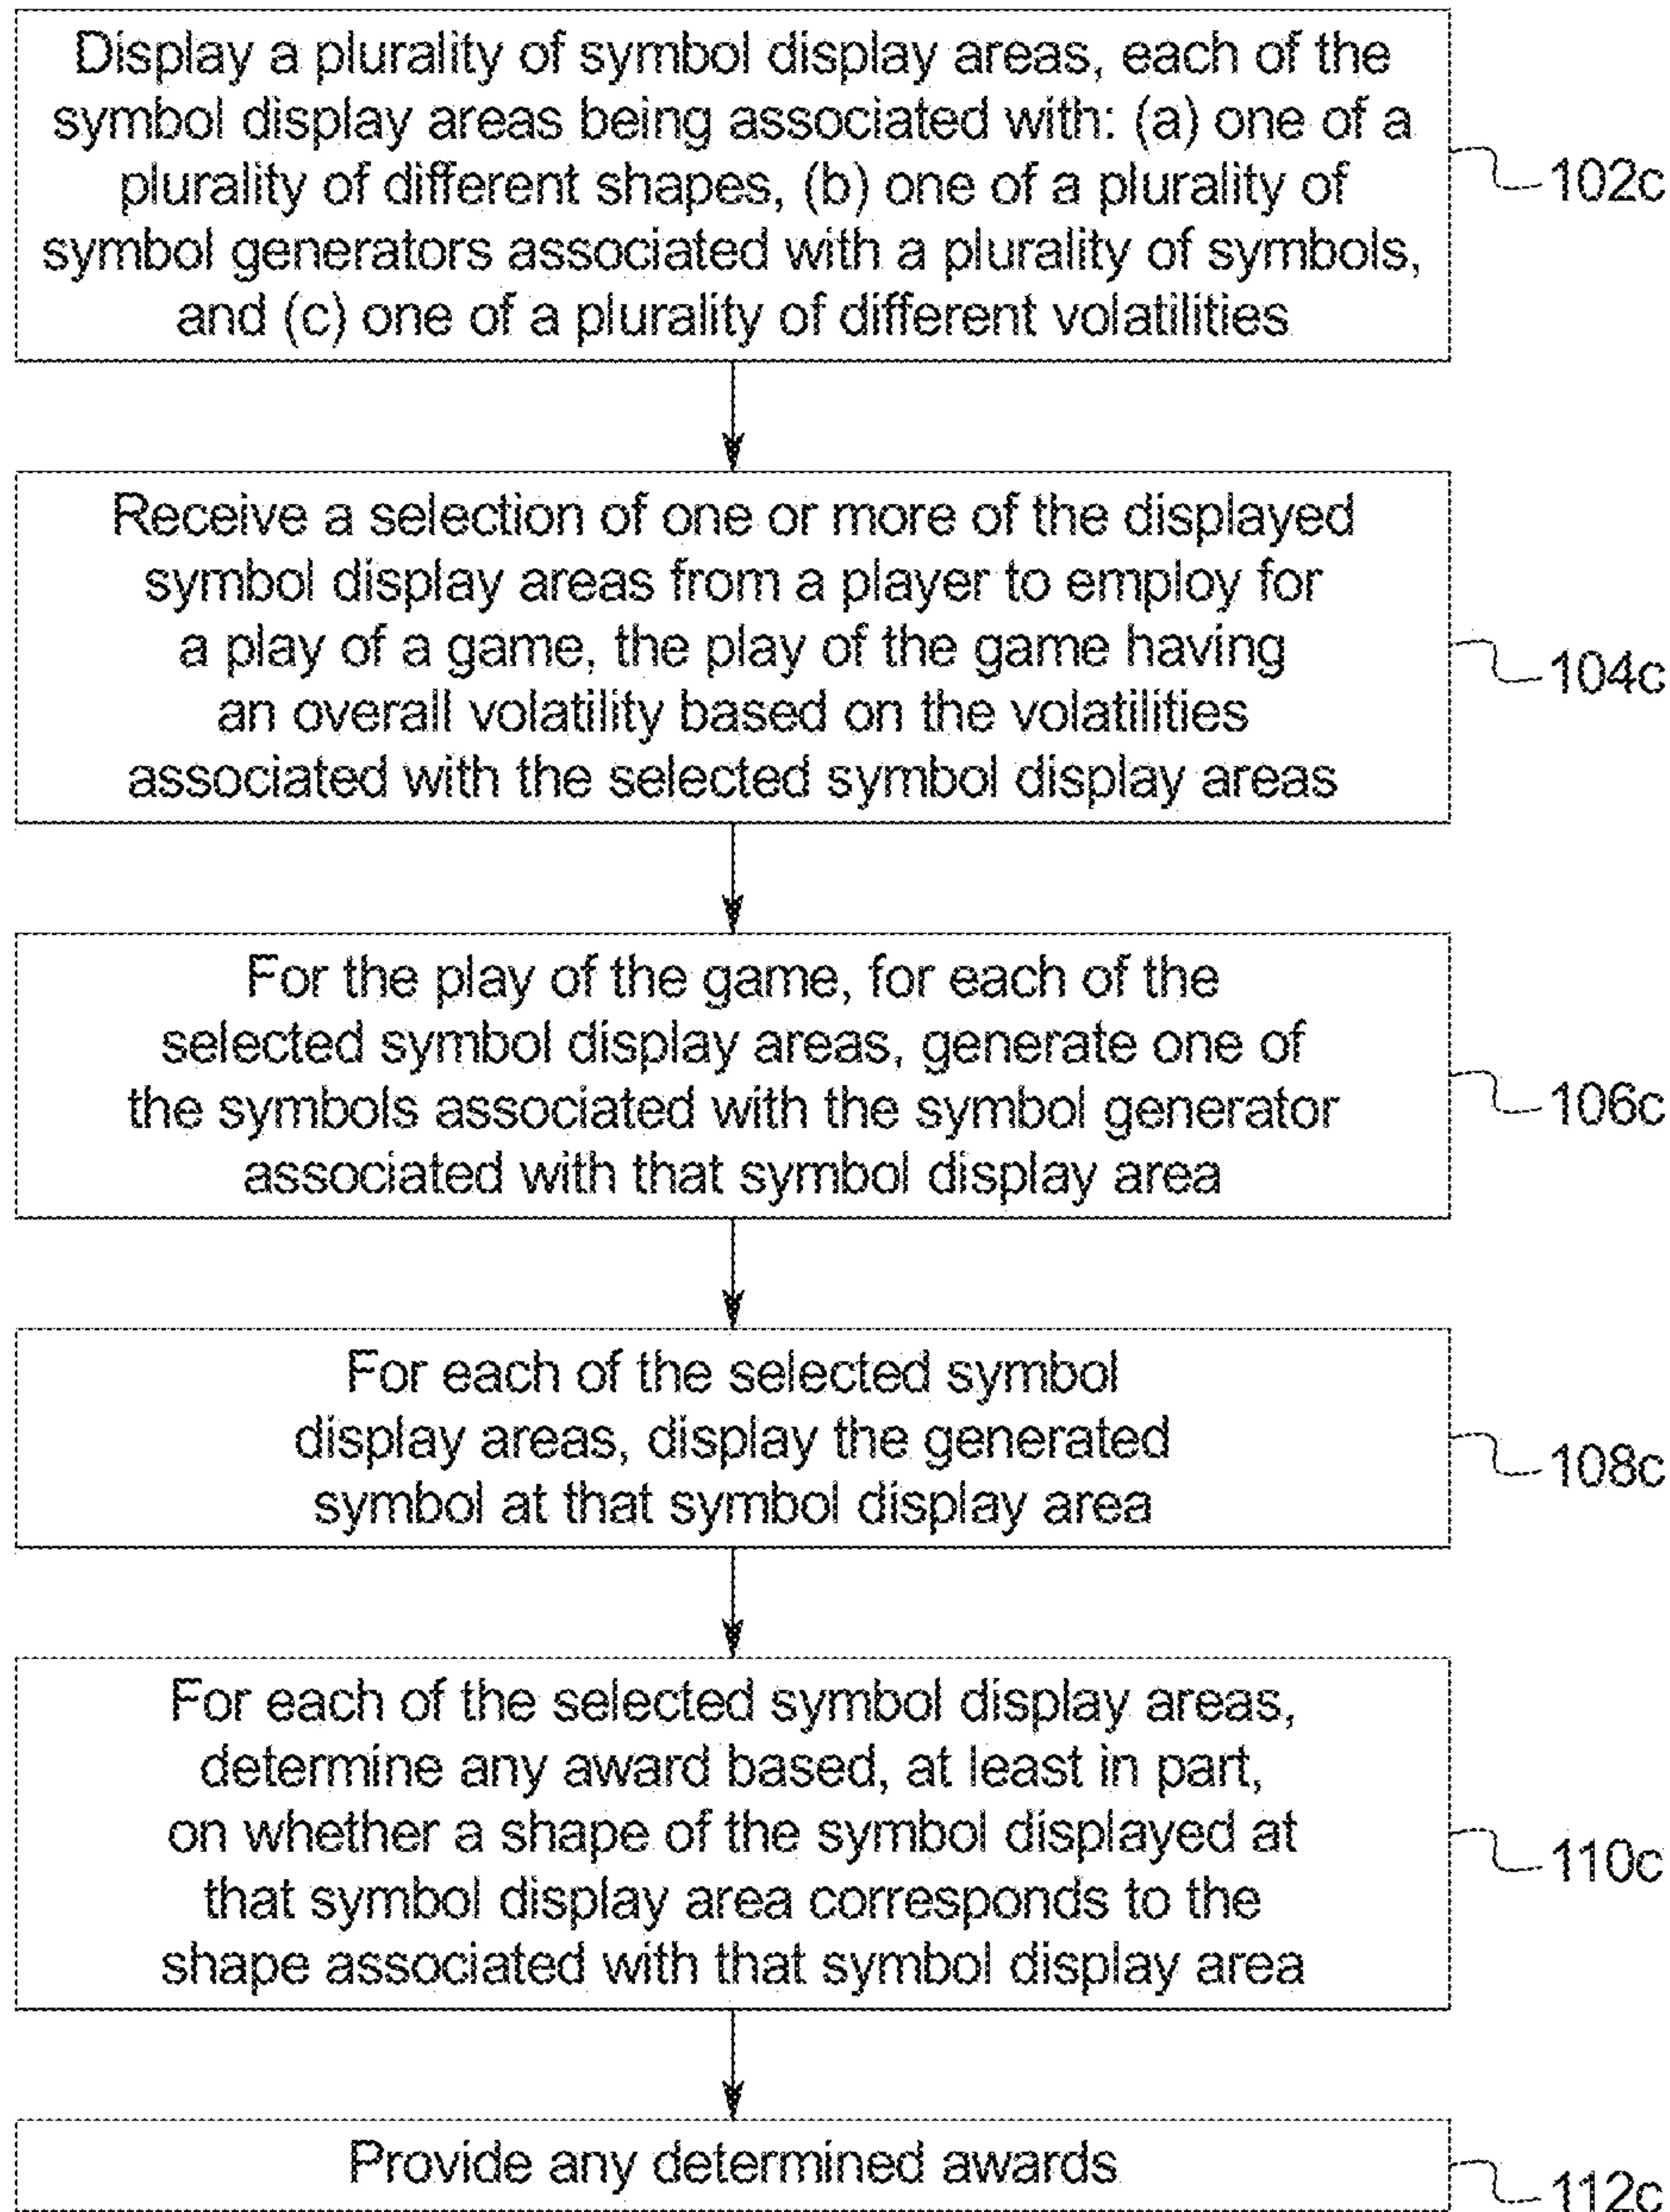 Display a plurality of symbol display areas, each of the
symbol display areas being associated with: (a) one of a
plurality of different shapes, (b) one of a plurality of
symbol generators associated with a plurality of symbols,
and (c) one of a plurality of different volatilities
102c
Receive a selection of one or more of the displayed
symbol display areas from a player to employ for
a play of a game, the play of the game having
an overall volatility based on the volatilities
associated with the selected symbol display areas
104c
For the play of the game, for each of the
selected symbol display areas, generate one of
the symbols associated with the symbol generator
associated with that symbol display area
106c
For each of the selected symbol
display areas, display the generated
symbol at that symbol display area
108c
For each of the selected symbol display areas,
determine any award based, at least in part,
on whether a shape of the symbol displayed at
that symbol display area corresponds to the
shape associated with that symbol display area
110c
Provide any determined awards
112c